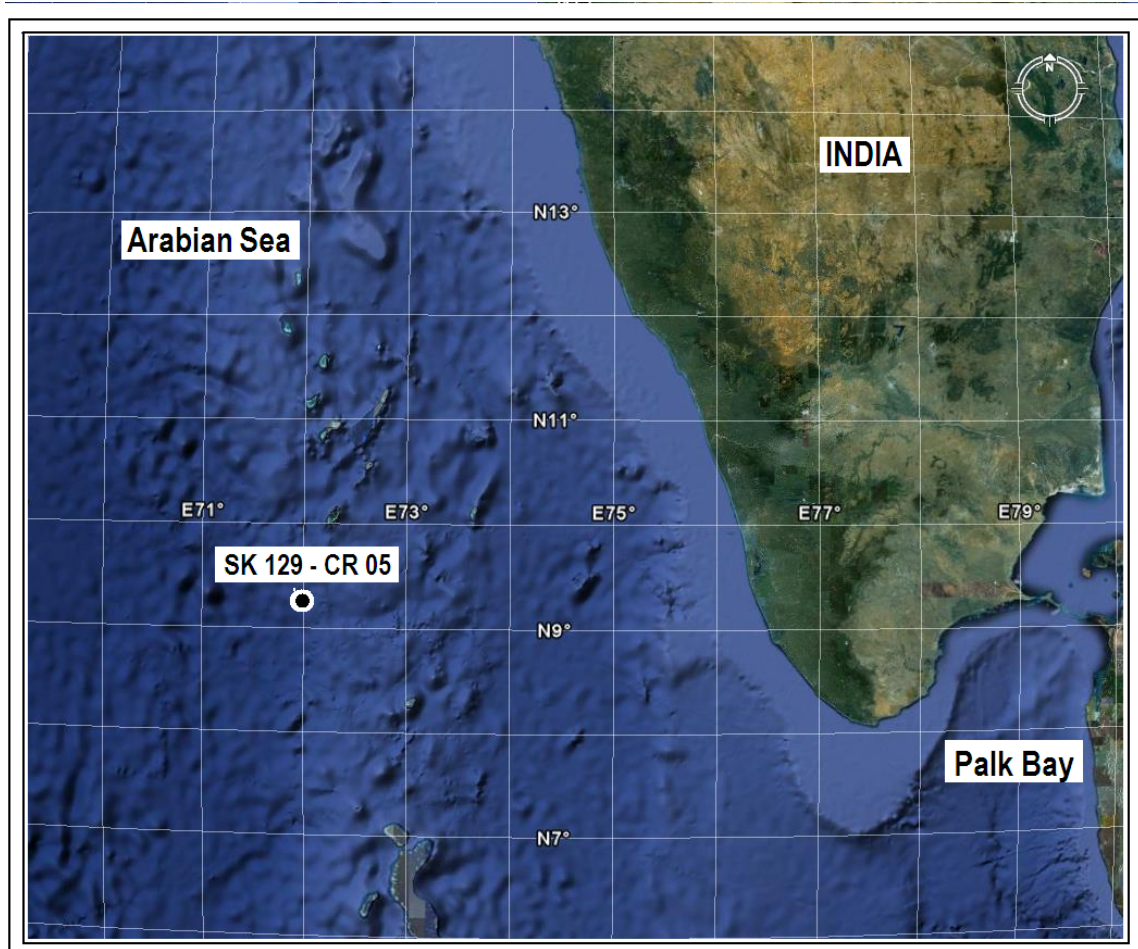 N
INDIA
N13°
Arabian Sea
N11°
E71°
E73°
E75°
E77°
E79°
SK 129 - CR 05
N9°
Palk Bay
N7°